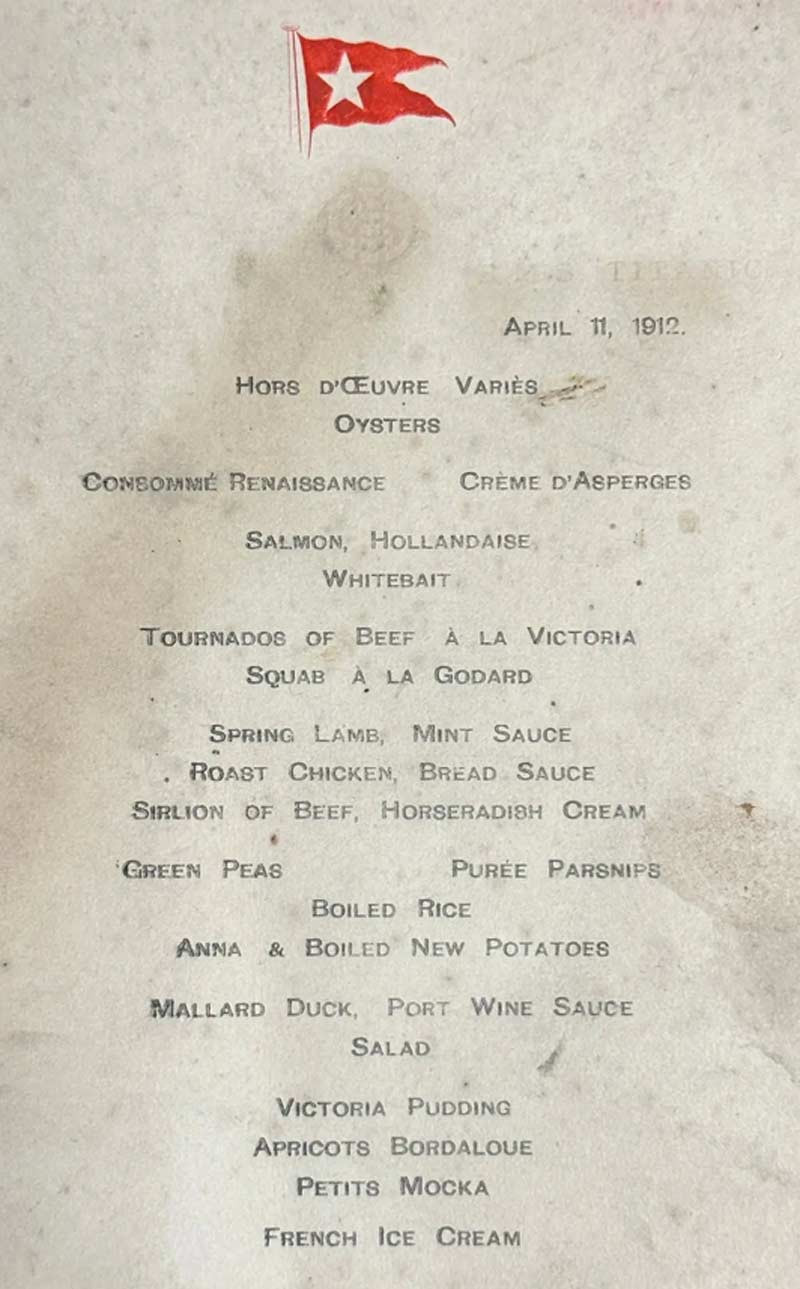 April 11, 1912.
Hors d'Œuvre Variès
Oysters
Consommé Renaissance Crème d'Asperges
Salmon, Hollandaise
Whitebait
Tournados of Beef à la Victoria
Squab à la Godard
Spring Lamb, Mint Sauce
Roast Chicken, Bread Sauce
Sirlion of Beef, Horseradish Cream
Green Peas Purée Parsnips
Boiled Rice
Anna & Boiled New Potatoes
Mallard Duck, Port Wine Sauce
Salad
Victoria Pudding
Apricots Bordaloue
Petits Mocka
French Ice Cream